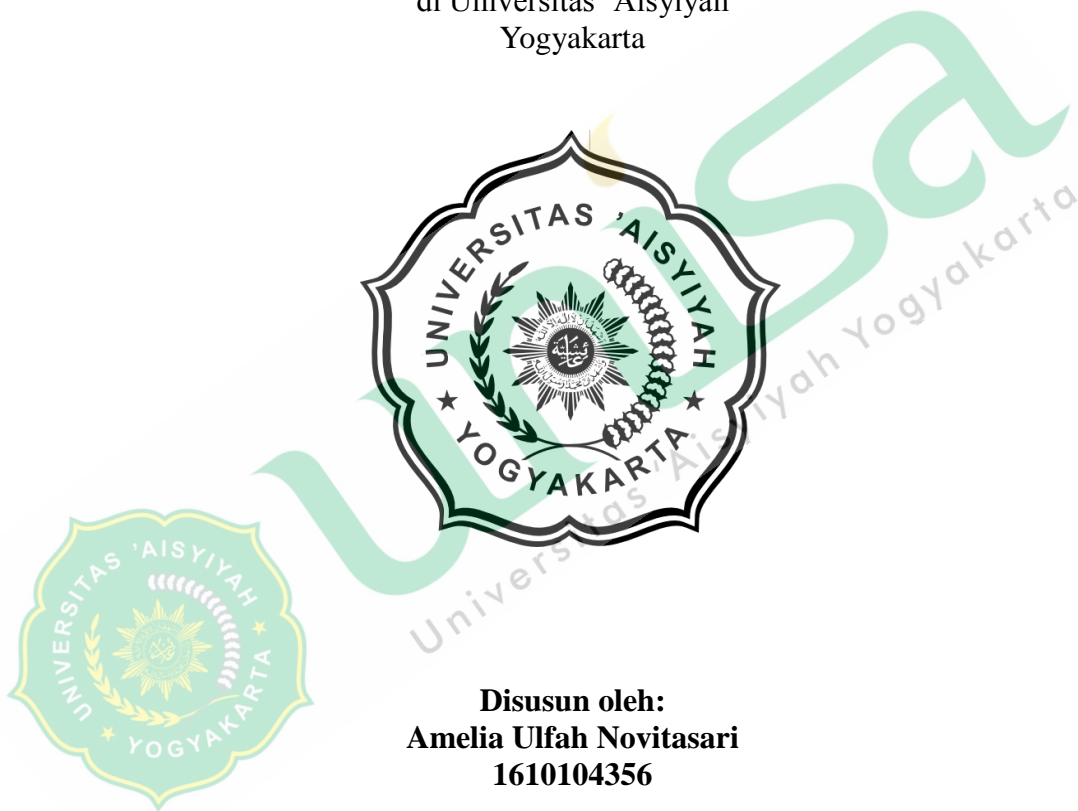 di Universitas 'Aisyiyah
Yogyakarta
UNIVERSITAS 'AISYIYAH
YOGYAKARTA
unisa
Universitas 'Aisyiyah Yogyakarta
UNIVERSITAS 'AISYIYAH
YOGYAKARTA
Disusun oleh:
Amelia Ulfah Novitasari
1610104356